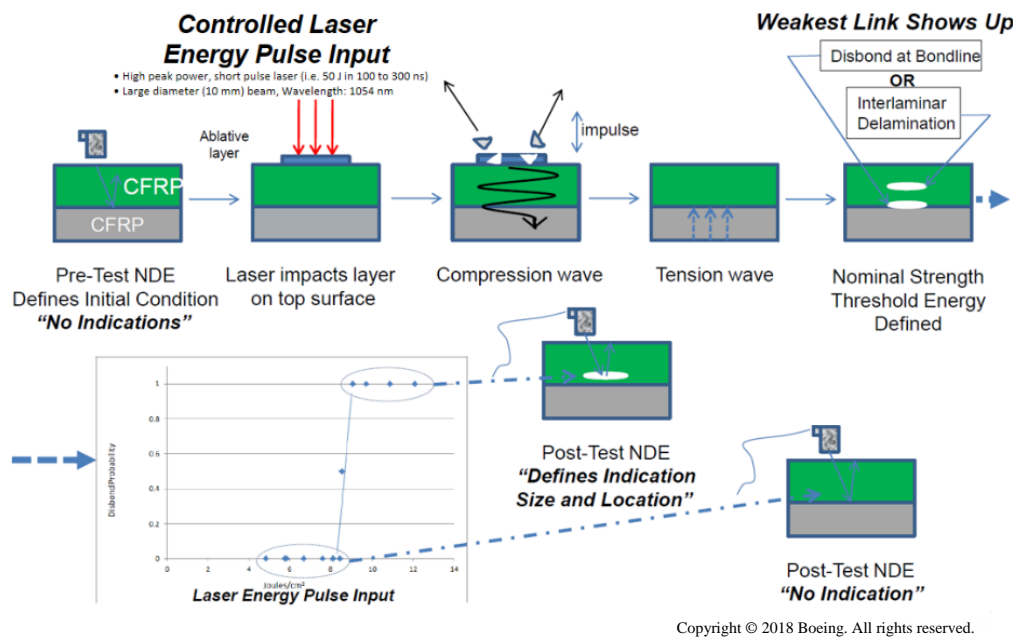 Controlled Laser
Energy Pulse Input
• High peak power, short pulse laser (i.e. 50 J in 100 to 300 ns)
• Large diameter (10 mm) beam, Wavelength: 1054 nm
Weakest Link Shows Up
Disbond at Bondline
OR
Interlaminar
Delamination
Ablative
layer
impulse
CFRP
CFRP
Pre-Test NDE
Defines Initial Condition
“No Indications”
Laser impacts layer
on top surface
Compression wave
Tension wave
Nominal Strength
Threshold Energy
Defined
Disbond Probability
1
0.8
0.6
0.4
0.2
0
0
2
4
6
8
10
12
14
Joules/cm²
Laser Energy Pulse Input
Post-Test NDE
“Defines Indication
Size and Location”
Post-Test NDE
“No Indication”
Copyright © 2018 Boeing. All rights reserved.